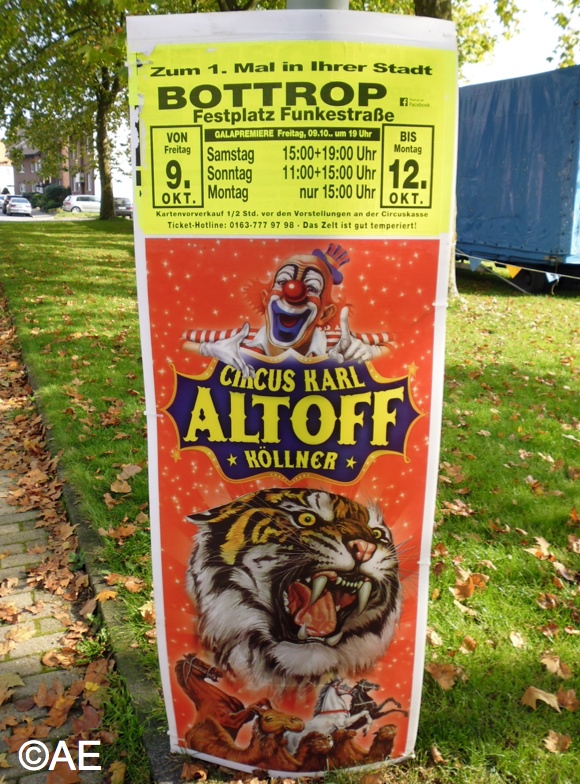 Zum 1. Mal in Ihrer Stadt
BOTTROP
Facebook
Festplatz Funkestraße
VON
Freitag
9.
OKT.
GALAPREMIERE Freitag, 09.10.. um 19 Uhr
Samstag 15:00+19:00 Uhr
Sonntag 11:00+15:00 Uhr
Montag nur 15:00 Uhr
BIS
Montag
12.
OKT.
Kartenvorverkauf 1/2 Std. vor den Vorstellungen an der Circuskasse
Ticket-Hotline: 0163-777 97 98 - Das Zelt ist gut temperiert!
CIRCUS KARL
ALTOFF
KÖLLNER
©AE